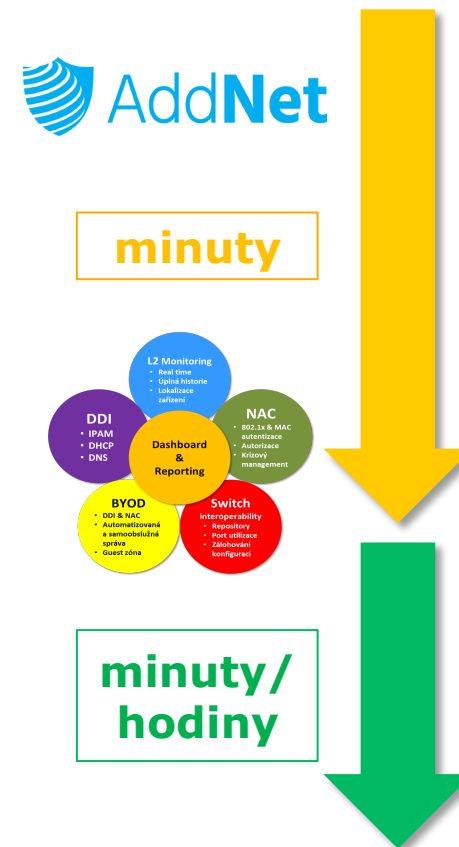 AddNet
minuty
L2 Monitoring
• Real time
• Úplná historie
• Lokalizace
zařízení
DDI
• IPAM
• DHCP
• DNS
NAC
• 802.1x & MAC
autentizace
• Autorizace
• Krizový
management
Dashboard
&
Reporting
BYOD
• DDI & NAC
• Automatizovaná
a samoobslužná
správa
• Guest zóna
Switch
interoperability
• Repository
• Port utilizace
• Zálohování
konfigurací
minuty/
hodiny